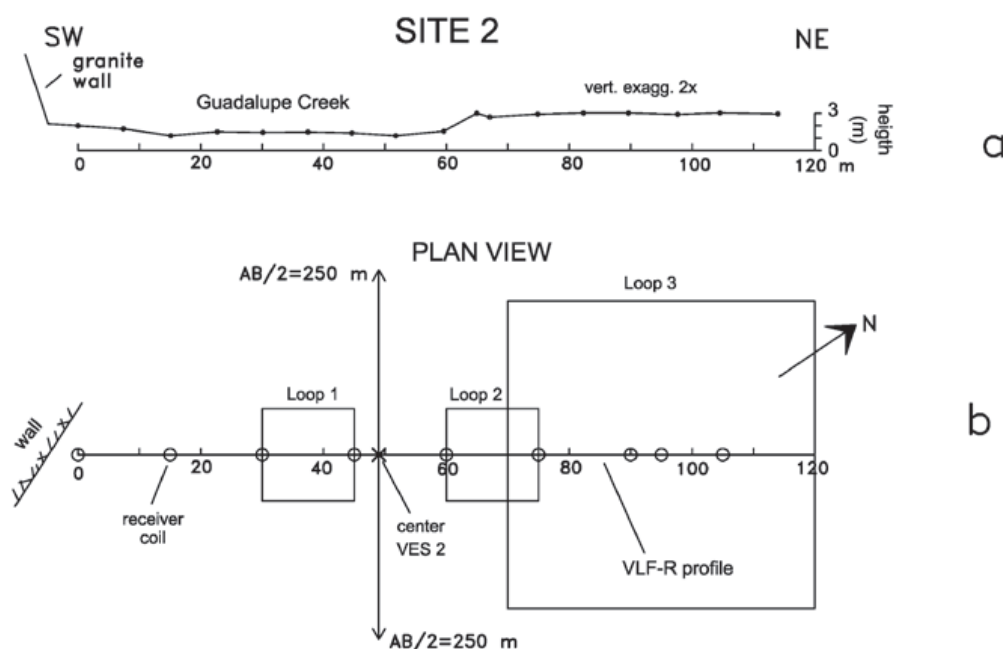 SITE 2
SW
NE
granite
wall
Guadalupe Creek
vert. exagg. 2x
3
0
heigth
(m)
a
0 20 40 60 80 100 120 m
PLAN VIEW
AB/2=250 m
Loop 3
N
Loop 1
Loop 2
b
wall
0 20 40 60 80 100 120
receiver
coil
center
VES 2
VLF-R profile
AB/2=250 m